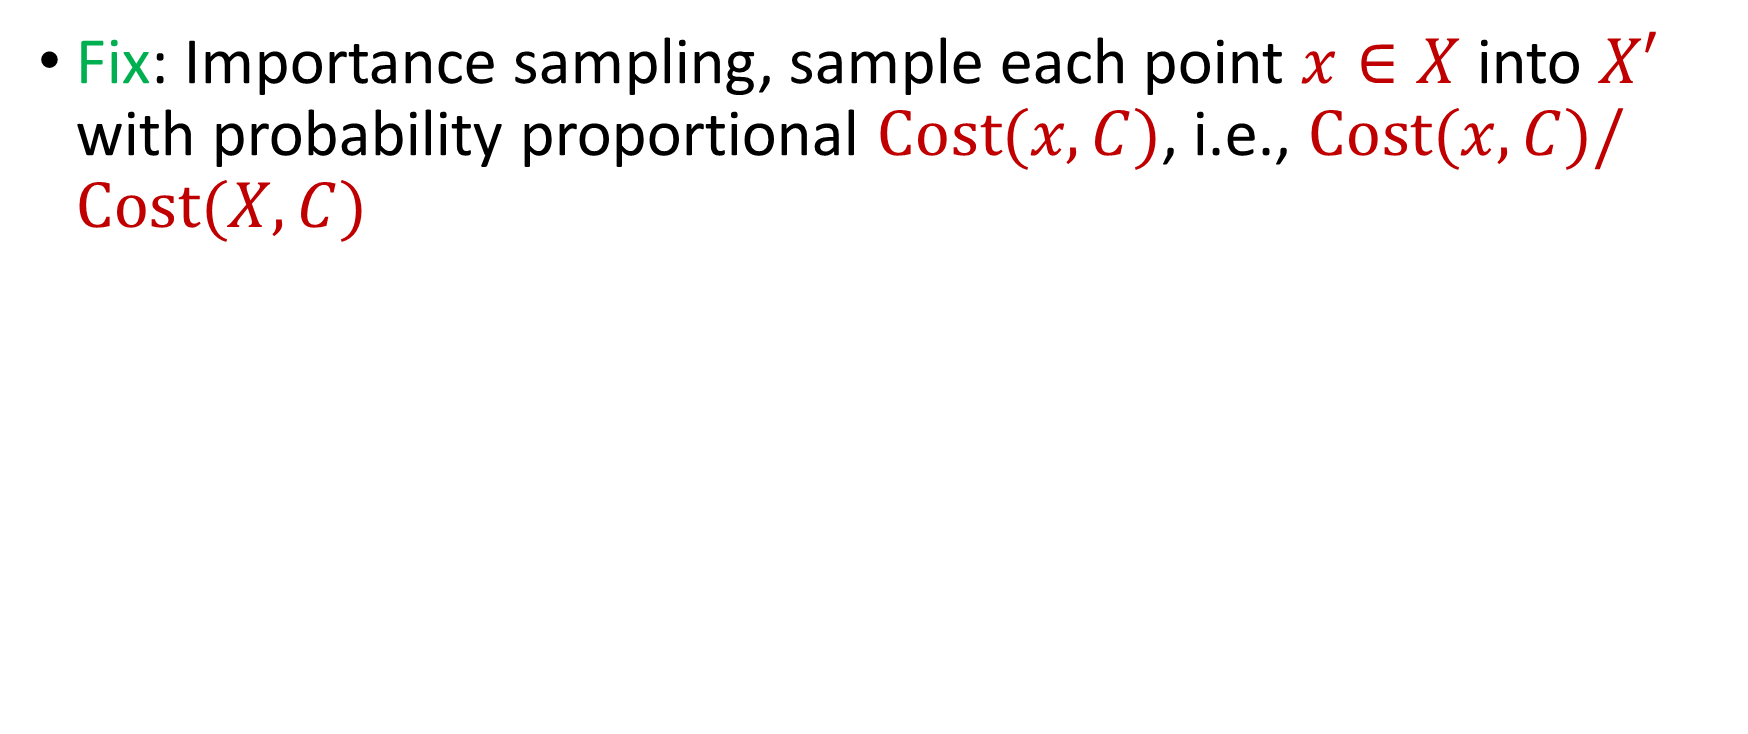 • Fix: Importance sampling, sample each point 𝑥 ∈ 𝑋 into 𝑋′
with probability proportional Cost(𝑥, 𝐶), i.e., Cost(𝑥, 𝐶)/
Cost(𝑋, 𝐶)